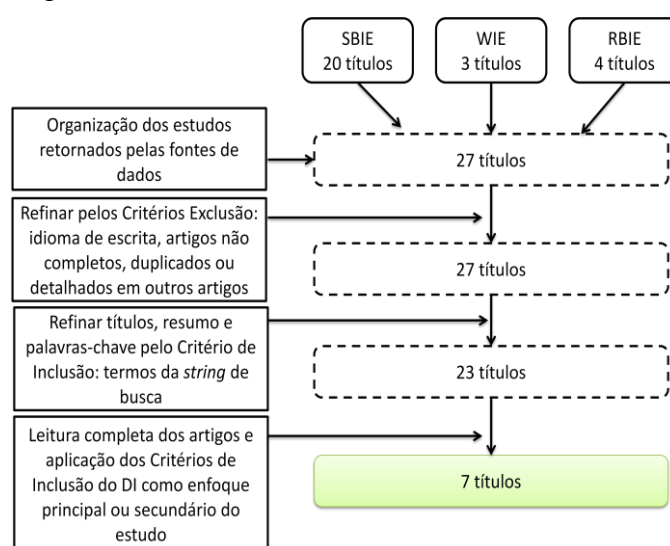 SBIE
20 títulos
WIE
3 títulos
RBIE
4 títulos
Organização dos estudos
retornados pelas fontes de
dados
27 títulos
Refinar pelos Critérios Exclusão:
idioma de escrita, artigos não
completos, duplicados ou
detalhados em outros artigos
27 títulos
Refinar títulos, resumo e
palavras-chave pelo Critério de
Inclusão: termos da string de
busca
23 títulos
Leitura completa dos artigos e
aplicação dos Critérios de
Inclusão do DI como enfoque
principal ou secundário do
estudo
7 títulos